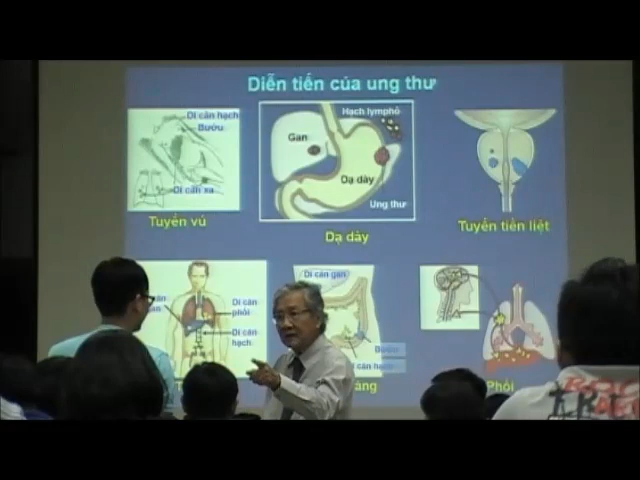 Diễn tiến của ung thư
Di căn hạch
Bướu
Di căn xa
Tuyến vú
Hạch lymphô
Gan
Dạ dày
Ung thư
Dạ dày
Tuyến tiền liệt
Di căn
phổi
Di căn
hạch
Di căn gan
Bướu
Phổi